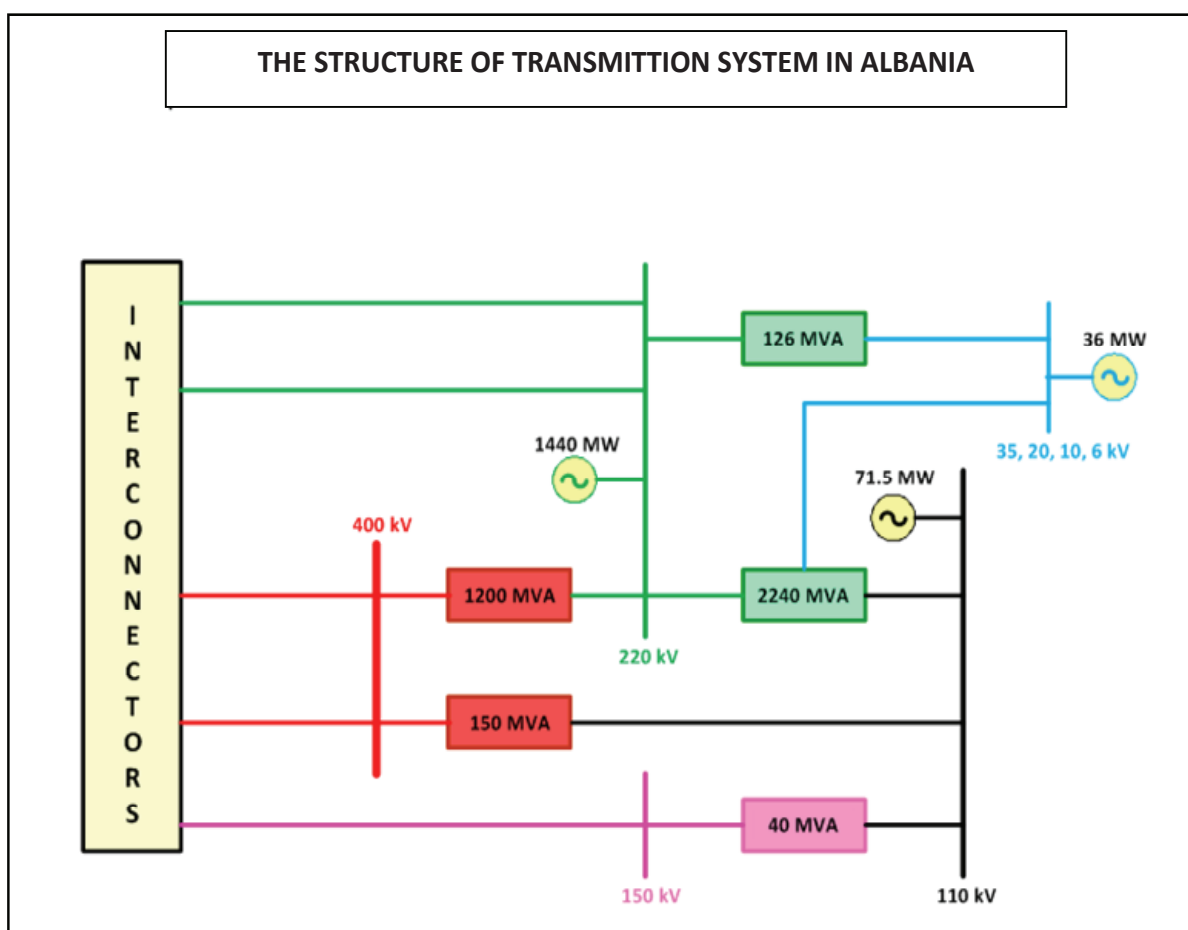 THE STRUCTURE OF TRANSMITTION SYSTEM IN ALBANIA
INTERCONNECTORS
126 MVA
36 MW
35, 20, 10, 6 kV
1440 MW
71.5 MW
400 kV
1200 MVA
2240 MVA
220 kV
150 MVA
40 MVA
150 kV
110 kV